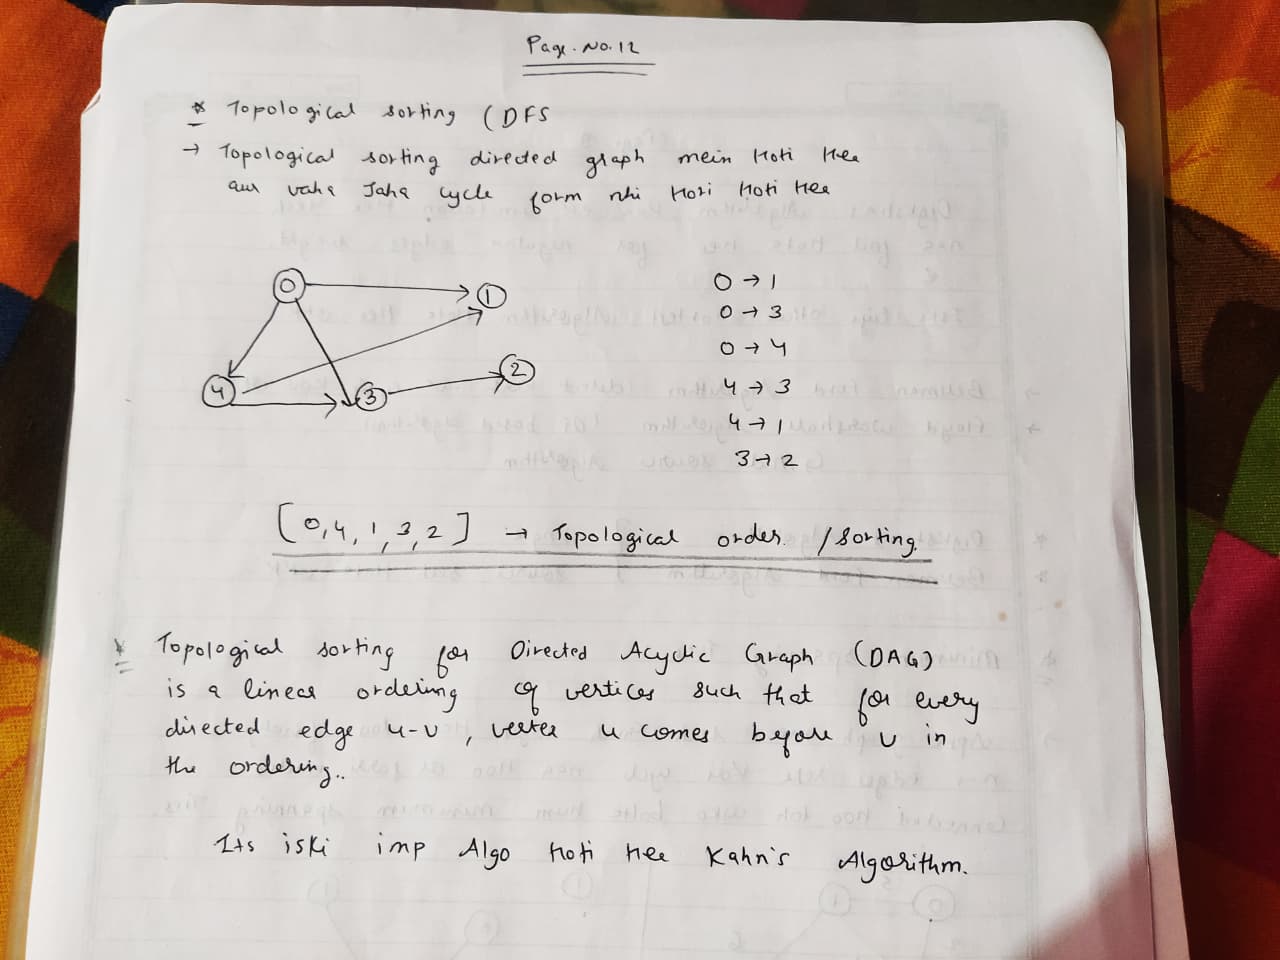 Page. No. 12
* Topological sorting (DFS
→ Topological sorting directed graph mein Hoti Hee
aur vaha Jaha cycle form nhi Hori Hoti Hee
0 → 1
0 → 3
0 → 4
4 → 3
4 → 1
3 → 2
0
1
4
3
2
[0, 4, 1, 3, 2] → Topological order / sorting.
* Topological sorting for Directed Acyclic Graph (DAG)
is a linear ordering of vertices such that for every
directed edge u-v, vertex u comes before v in
the ordering..
Its iski imp Algo Hoti Hee Kahn's Algorithm.